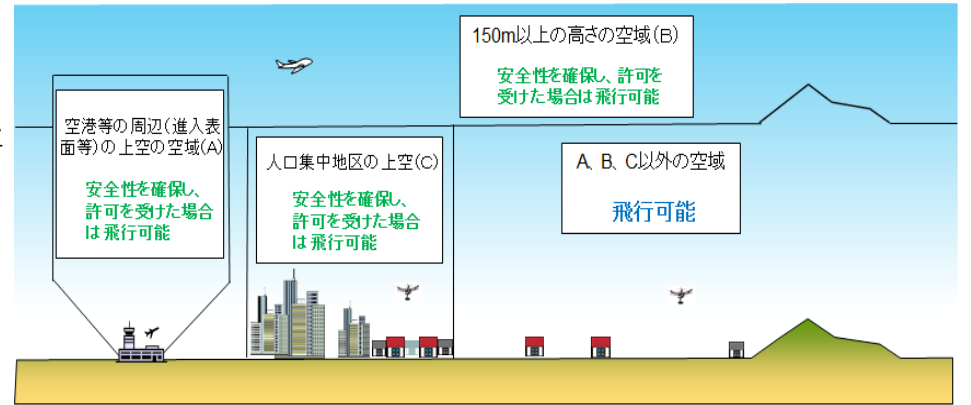 150m以上の高さの空域(B)
安全性を確保し、許可を
受けた場合は飛行可能
空港等の周辺(進入表
面等)の上空の空域(A)
安全性を確保し、
許可を受けた場合
は飛行可能
人口集中地区の上空(C)
安全性を確保し、
許可を受けた場合
は飛行可能
A、B、C以外の空域
飛行可能